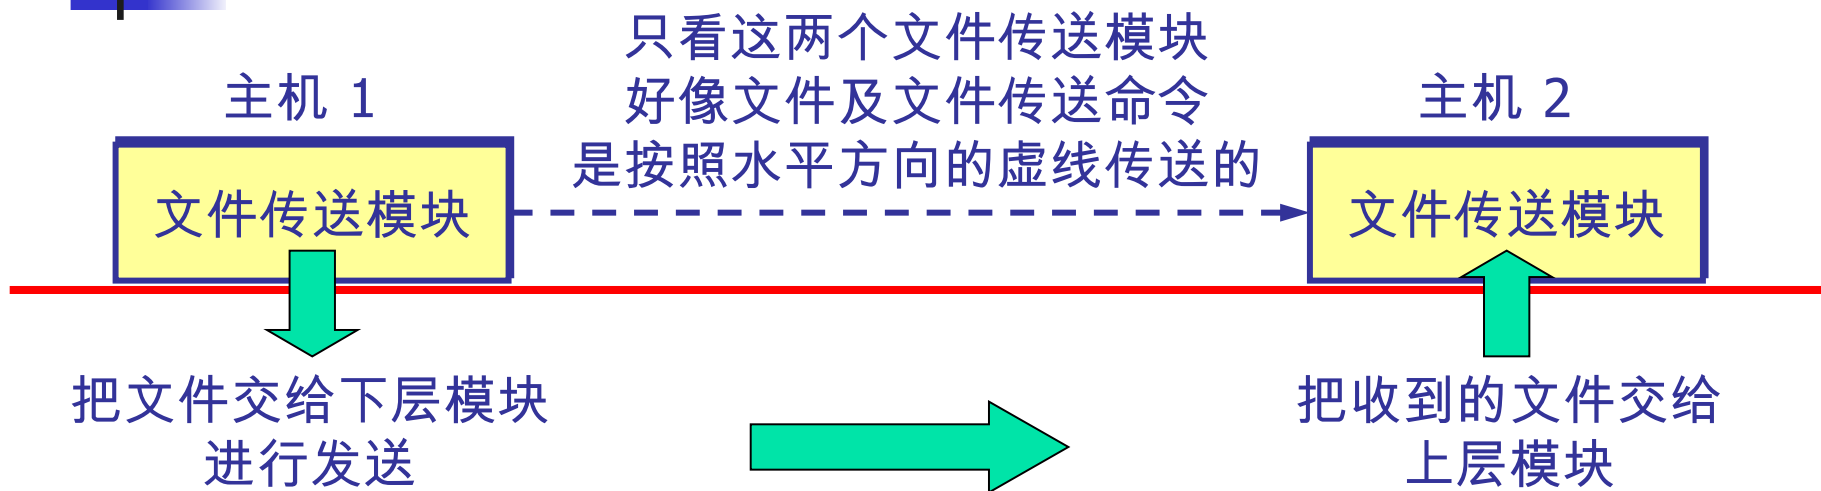 只看这两个文件传送模块
好像文件及文件传送命令
是按照水平方向的虚线传送的
主机 1
主机 2
文件传送模块
文件传送模块
把文件交给下层模块
进行发送
把收到的文件交给
上层模块